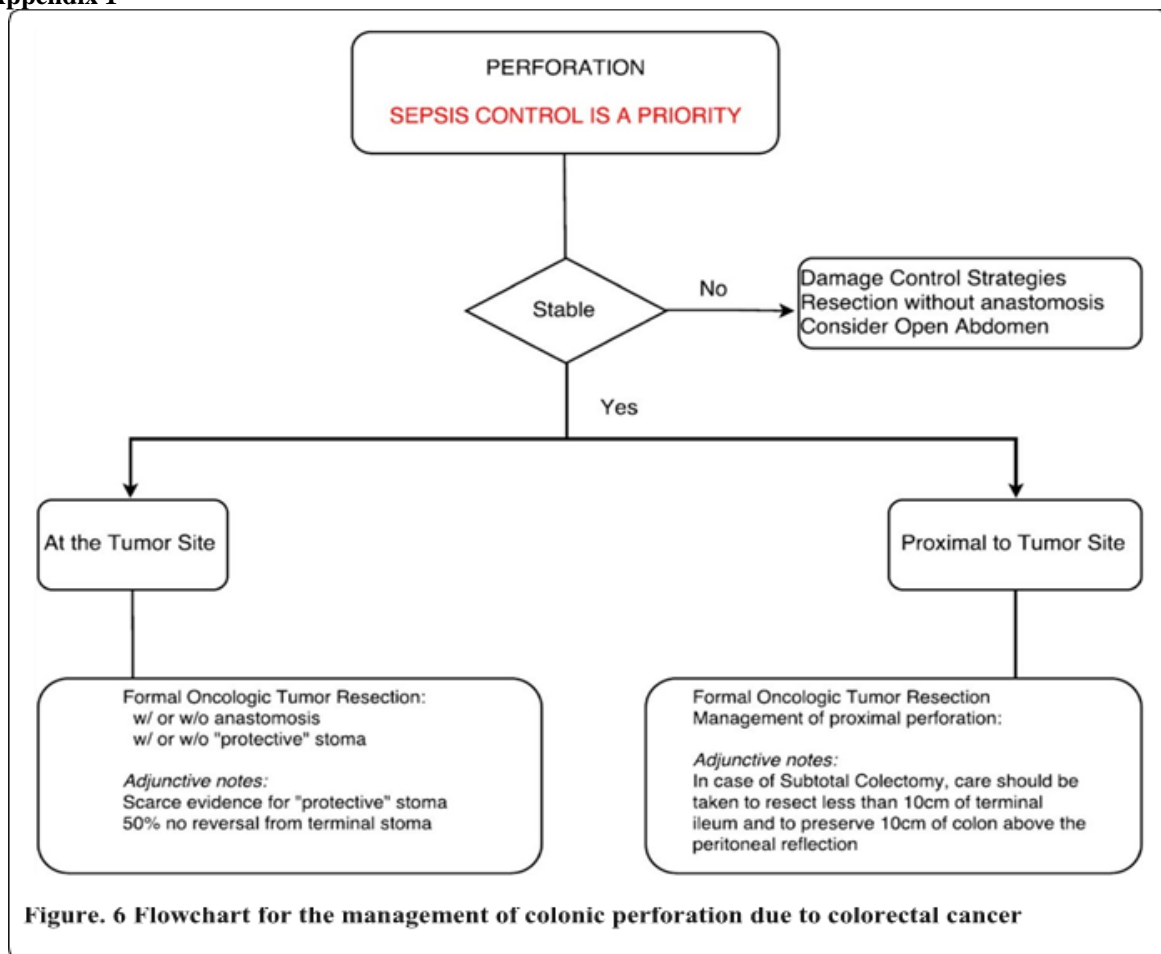 Appendix 1
PERFORATION
SEPSIS CONTROL IS A PRIORITY
Stable
No
Damage Control Strategies
Resection without anastomosis
Consider Open Abdomen
Yes
At the Tumor Site
Proximal to Tumor Site
Formal Oncologic Tumor Resection:
w/ or w/o anastomosis
w/ or w/o "protective" stoma
Adjunctive notes:
Scarce evidence for "protective" stoma
50% no reversal from terminal stoma
Formal Oncologic Tumor Resection
Management of proximal perforation:
Adjunctive notes:
In case of Subtotal Colectomy, care should be
taken to resect less than 10cm of terminal
ileum and to preserve 10cm of colon above the
peritoneal reflection
Figure. 6 Flowchart for the management of colonic perforation due to colorectal cancer